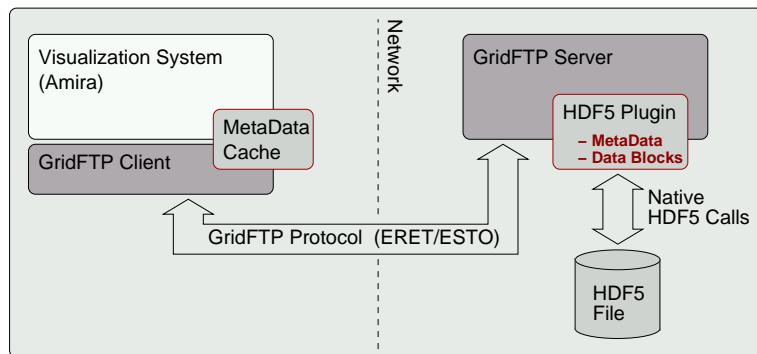 Visualization System
(Amira)
MetaData
Cache
GridFTP Client
Network
GridFTP Server
HDF5 Plugin
– MetaData
– Data Blocks
Native
HDF5 Calls
GridFTP Protocol (ERET/ESTO)
HDF5
File